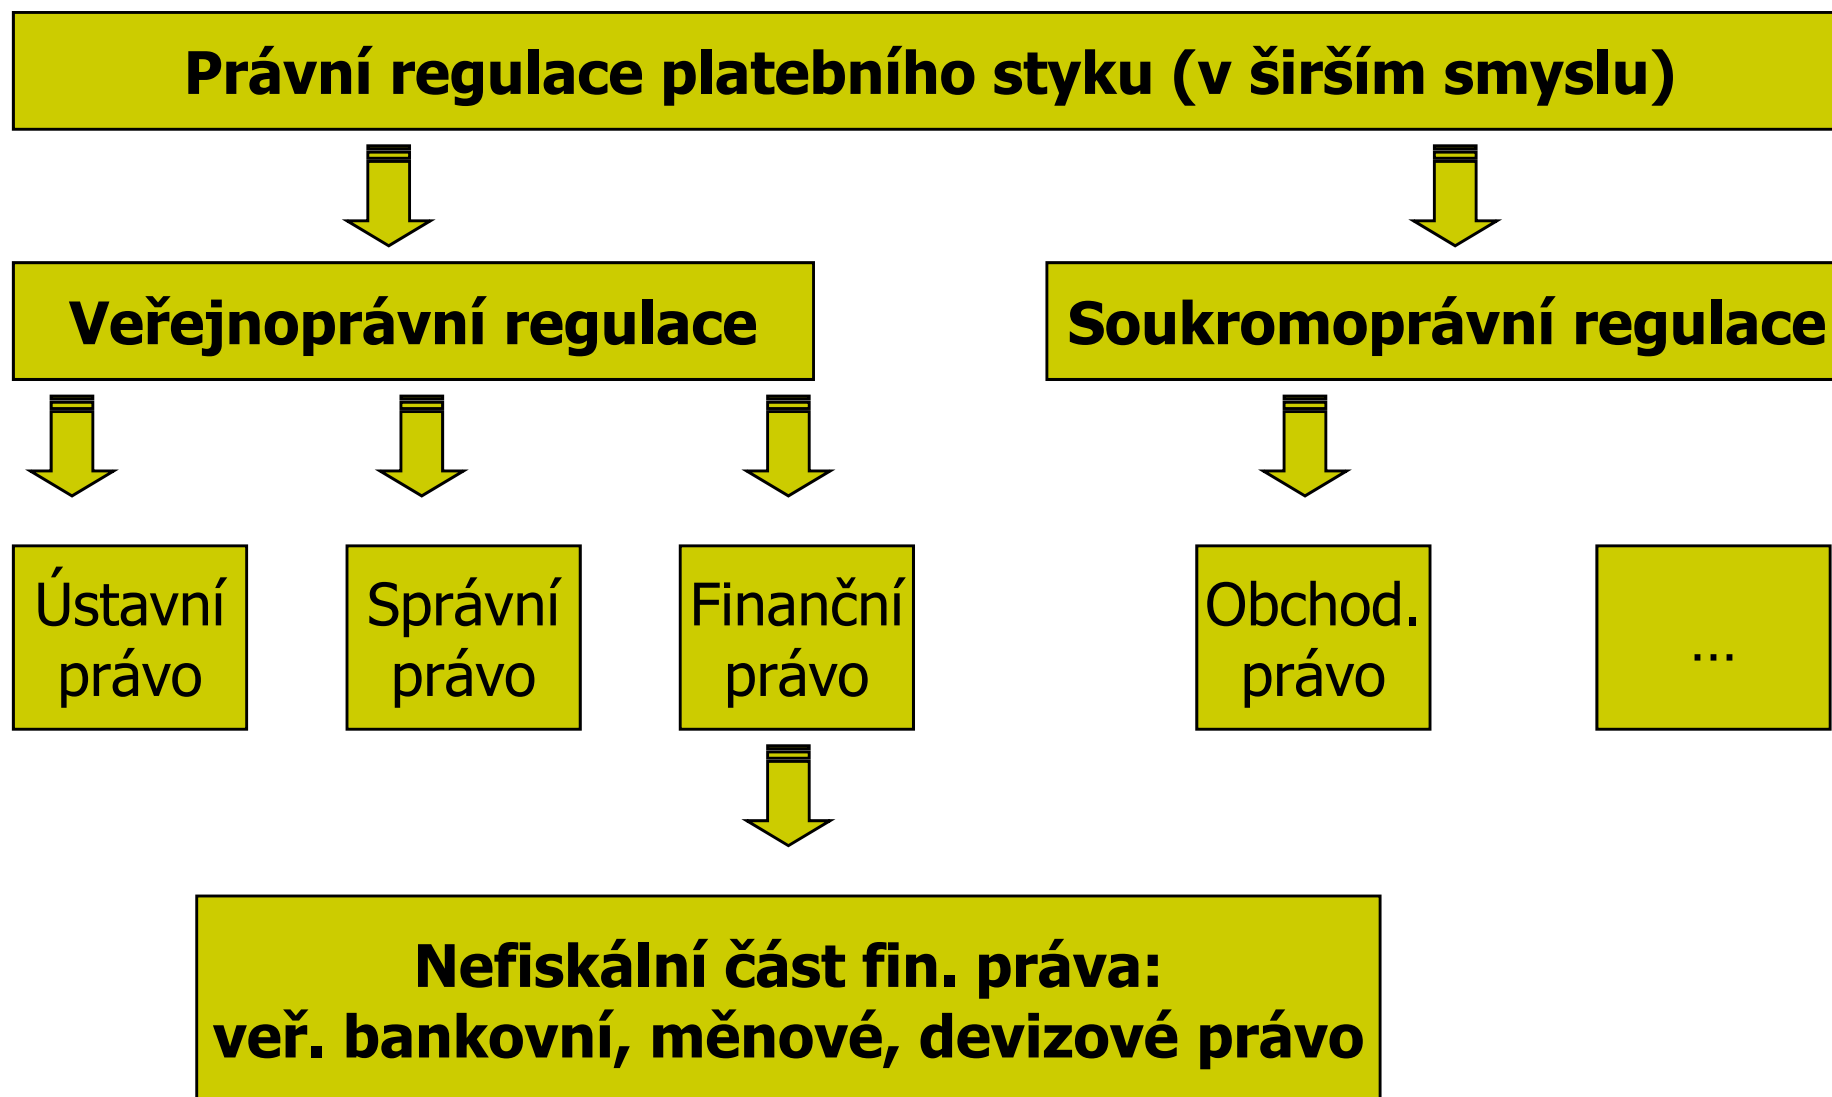 Právní regulace platebního styku (v širším smyslu)
Veřejnoprávní regulace
Soukromoprávní regulace
Ústavní
právo
Správní
právo
Finanční
právo
Obchod.
právo
...
Nefiskální část fin. práva:
veř. bankovní, měnové, devizové právo